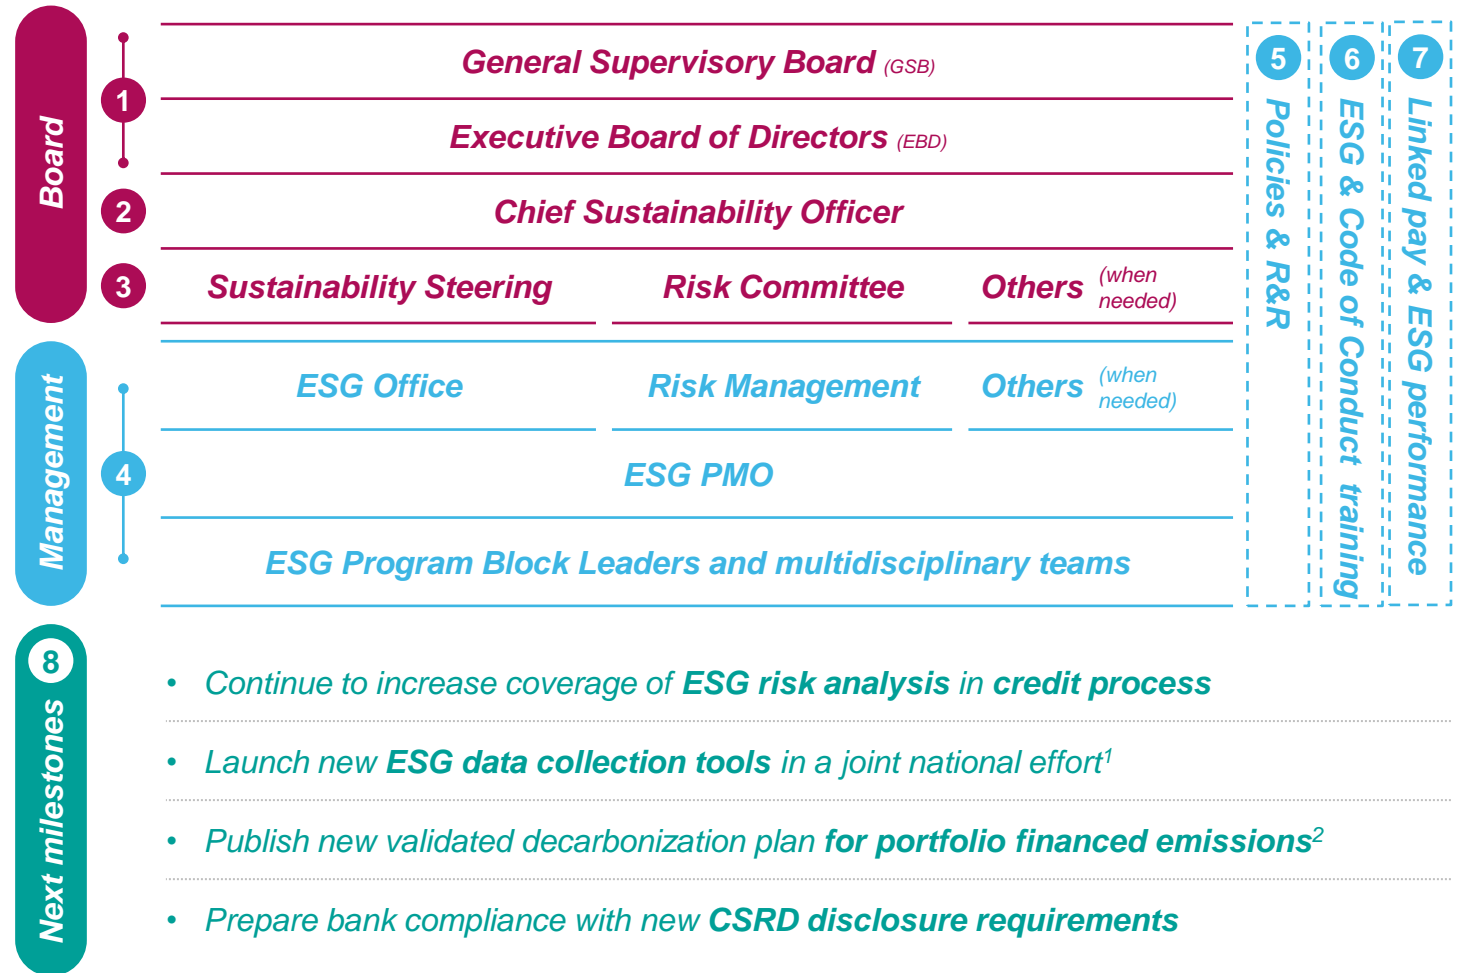 Board
1
General Supervisory Board (GSB)
Executive Board of Directors (EBD)
2
Chief Sustainability Officer
3
Sustainability Steering
Risk Committee
Others (when
needed)
Management
4
ESG Office
Risk Management
Others (when
needed)
ESG PMO
ESG Program Block Leaders and multidisciplinary teams
5
Policies & R&R
6
ESG & Code of Conduct training
7
Linked pay & ESG performance
8
Next milestones
• Continue to increase coverage of ESG risk analysis in credit process
• Launch new ESG data collection tools in a joint national effort¹
• Publish new validated decarbonization plan for portfolio financed emissions²
• Prepare bank compliance with new CSRD disclosure requirements